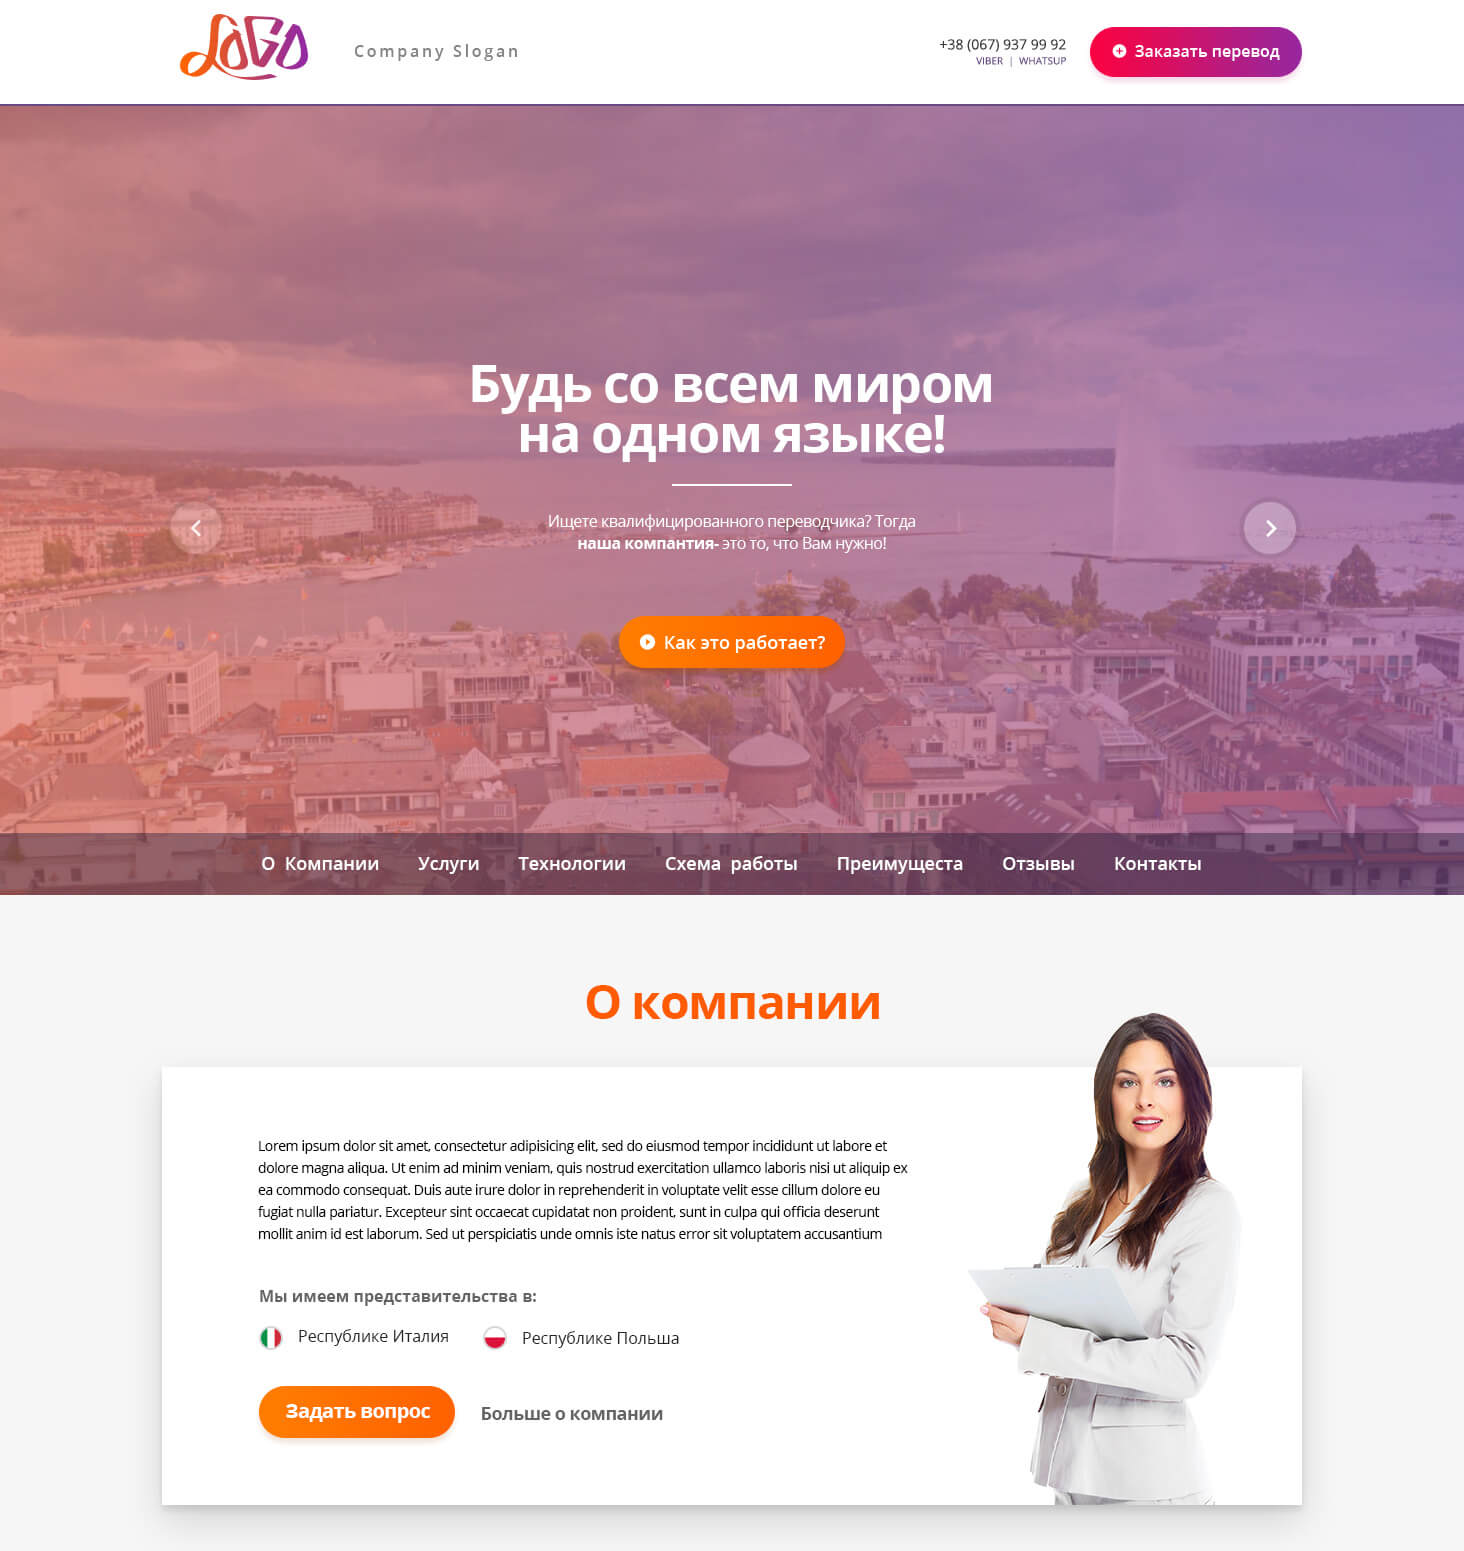 LOGO
Company Slogan
+38 (067) 937 99 92
VIBER | WHATSUP
Заказать перевод
Будь со всем миром
на одном языке!
Ищете квалифицированного переводчика? Тогда
наша компантия- это то, что Вам нужно!
Как это работает?
О Компании Услуги Технологии Схема работы Преимущеста Отзывы Контакты
О компании
Lorem ipsum dolor sit amet, consectetur adipisicing elit, sed do eiusmod tempor incididunt ut labore et
dolore magna aliqua. Ut enim ad minim veniam, quis nostrud exercitation ullamco laboris nisi ut aliquip ex
ea commodo consequat. Duis aute irure dolor in reprehenderit in voluptate velit esse cillum dolore eu
fugiat nulla pariatur. Excepteur sint occaecat cupidatat non proident, sunt in culpa qui officia deserunt
mollit anim id est laborum. Sed ut perspiciatis unde omnis iste natus error sit voluptatem accusantium
Мы имеем представительства в:
Республике Италия Республике Польша
Задать вопрос Больше о компании